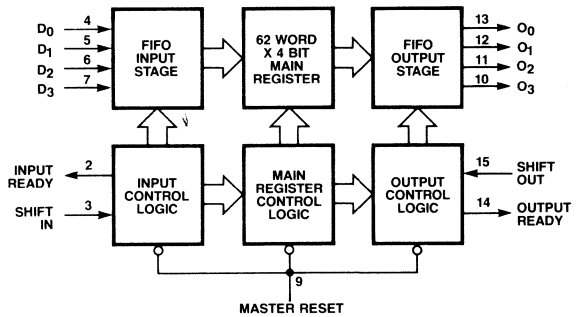 D0 4
D1 5
D2 6
D3 7
FIFO
INPUT
STAGE
62 WORD
X 4 BIT
MAIN
REGISTER
FIFO
OUTPUT
STAGE
13 O0
12 O1
11 O2
10 O3
INPUT
READY
2
SHIFT
IN
3
INPUT
CONTROL
LOGIC
MAIN
REGISTER
CONTROL
LOGIC
OUTPUT
CONTROL
LOGIC
15
SHIFT
OUT
14
OUTPUT
READY
9
MASTER RESET